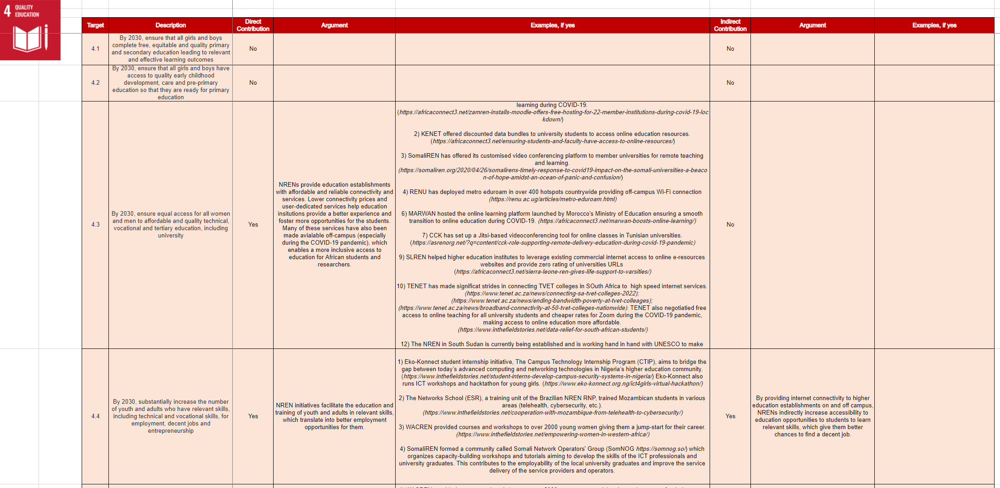 4 QUALITY
EDUCATION
Target Description Direct Contribution Argument Examples, if yes Indirect Contribution Argument Examples, if yes
4.1
By 2030, ensure that all girls and boys
complete free, equitable and quality primary
and secondary education leading to relevant
and effective learning outcomes
No
No
4.2
By 2030, ensure that all girls and boys have
access to quality early childhood
development, care and pre-primary
education so that they are ready for primary
education
No
No
4.3
By 2030, ensure equal access for all women
and men to affordable and quality technical,
vocational and tertiary education, including
university
Yes
NRENs provide education establishments
with affordable and reliable connectivity and
services. Lower connectivity prices and
user-dedicated services help education
insitutions provide a better experience and
foster more opportunities for the students.
Many of these services have also been
made avialable off-campus (especially
during the COVID-19 pandemic), which
enables a more inclusive access to
education for African students and
researchers.
learning during COVID-19.
(https://africaconnect3.net/zamren-installs-moodle-offers-free-hosting-for-22-member-institutions-during-covid-19-loc
kdown/)
2) KENET offered discounted data bundles to university students to access online education resources.
(https://africaconnect3.net/ensuring-students-and-faculty-have-access-to-online-resources/)
3) SomaliREN has offered its customised video conferencing platform to member universities for remote teaching
and learning.
(https://somaliren.org/2020/04/26/somalirens-timely-response-to-covid19-impact-on-the-somali-universities-a-beaco
n-of-hope-amidst-an-ocean-of-panic-and-confusion/)
4) RENU has deployed metro eduroam in over 400 hotspots countrywide providing off-campus Wi-Fi connection
(https://renu.ac.ug/articles/metro-eduroam.html)
6) MARWAN hosted the online learning platform launched by Morocco's Ministry of Education ensuring a smooth
transition to online education during COVID-19. (https://africaconnect3.net/marwan-boosts-online-learning/)
7) CCK has set up a Jitsi-based videoconferencing tool for online classes in Tunisian universities.
(https://asrenorg.net/?q=content/cck-role-supporting-remote-delivery-education-during-covid-19-pandemic)
9) SLREN helped higher education institutes to leverage existing commercial internet access to online e-resources
websites and provide zero rating of universities URLs
(https://africaconnect3.net/sierra-leone-ren-gives-life-support-to-varsities/)
10) TENET has made significat strides in connecting TVET colleges in SOuth Africa to high speed internet services.
(https://www.tenet.ac.za/news/connecting-sa-tvet-colleges-2022);
(https://www.tenet.ac.za/news/ending-bandwidth-poverty-at-tvet-colleages);
(https://www.tenet.ac.za/news/broadband-connectivity-at-50-tvet-colleges-nationwide). TENET also negotiatied free
access to online teaching for all university students and cheaper rates for Zoom during the COVID-19 pandemic,
making access to online education more affordable.
(https://www.inthefieldstories.net/data-relief-for-south-african-students/)
12) The NREN in South Sudan is currently being established and is working hand in hand with UNESCO to make
No
4.4
By 2030, substantially increase the number
of youth and adults who have relevant skills,
including technical and vocational skills, for
employment, decent jobs and
entrepreneurship
Yes
NREN initiatives facilitate the education and
training of youth and adults in relevant skills,
which translate into better employment
opportunities for them.
1) Eko-Konnect student internship initiative, The Campus Technology Internship Program (CTIP), aims to bridge the
gap between today's advanced computing and networking technologies in Nigeria's higher education community.
(https://www.inthefieldstories.net/student-interns-develop-campus-security-systems-in-nigeria/) Eko-Konnect also
runs ICT workshops and hacktathon for young girls. (https://www.eko-konnect.org.ng/ict4girls-virtual-hackathon/)
2) The Networks School (ESR), a training unit of the Brazilian NREN RNP, trained Mozambican students in various
areas (telehealth, cybersecurity, etc.).
(https://www.inthefieldstories.net/cooperation-with-mozambique-from-telehealth-to-cybersecurity/)
3) WACREN provided courses and workshops to over 2000 young women giving them a jump-start for their career.
(https://www.inthefieldstories.net/empowering-women-in-western-africa/)
4) SomaliREN formed a community called Somali Network Operators' Group (SomNOG https://somnog.so/) which
organizes capacity-building workshops and tutorials aiming to develop the skills of the ICT professionals and
university graduates. This contributes to the employability of the local university graduates and improve the service
delivery of the service providers and operators.
Yes
By providing internet connectivity to higher
education establishments on and off campus,
NRENs indirectly increase accessibility to
education opportunities to students to learn
relevant skills, which give them better
chances to find a decent job.